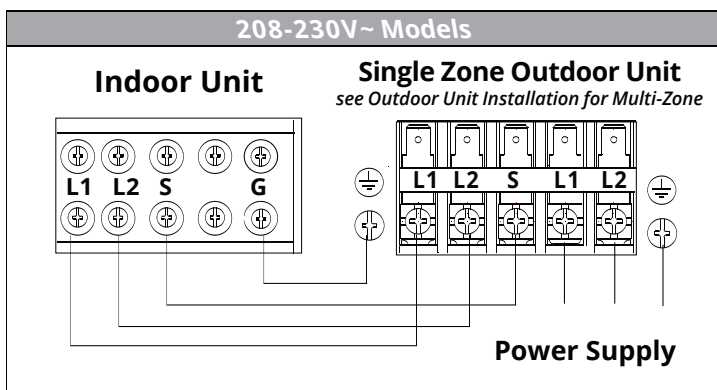 208-230V~ Models
Indoor Unit
Single Zone Outdoor Unit
see Outdoor Unit Installation for Multi-Zone
L1 L2 S G
L1 L2 S L1 L2
Power Supply